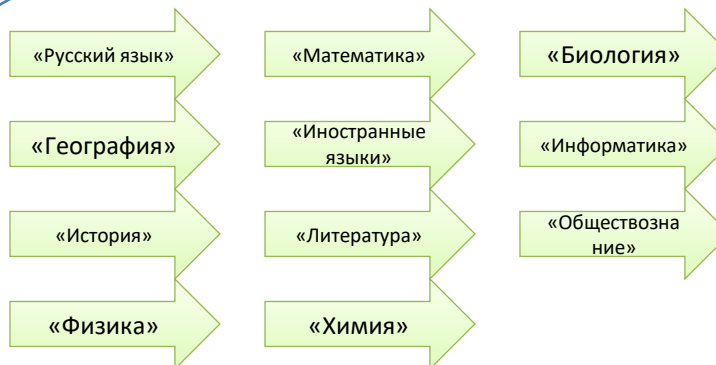 «Русский язык»
«Математика»
«Биология»
«География»
«Иностранные
языки»
«Информатика»
«История»
«Литература»
«Обществозна
ние»
«Физика»
«Химия»